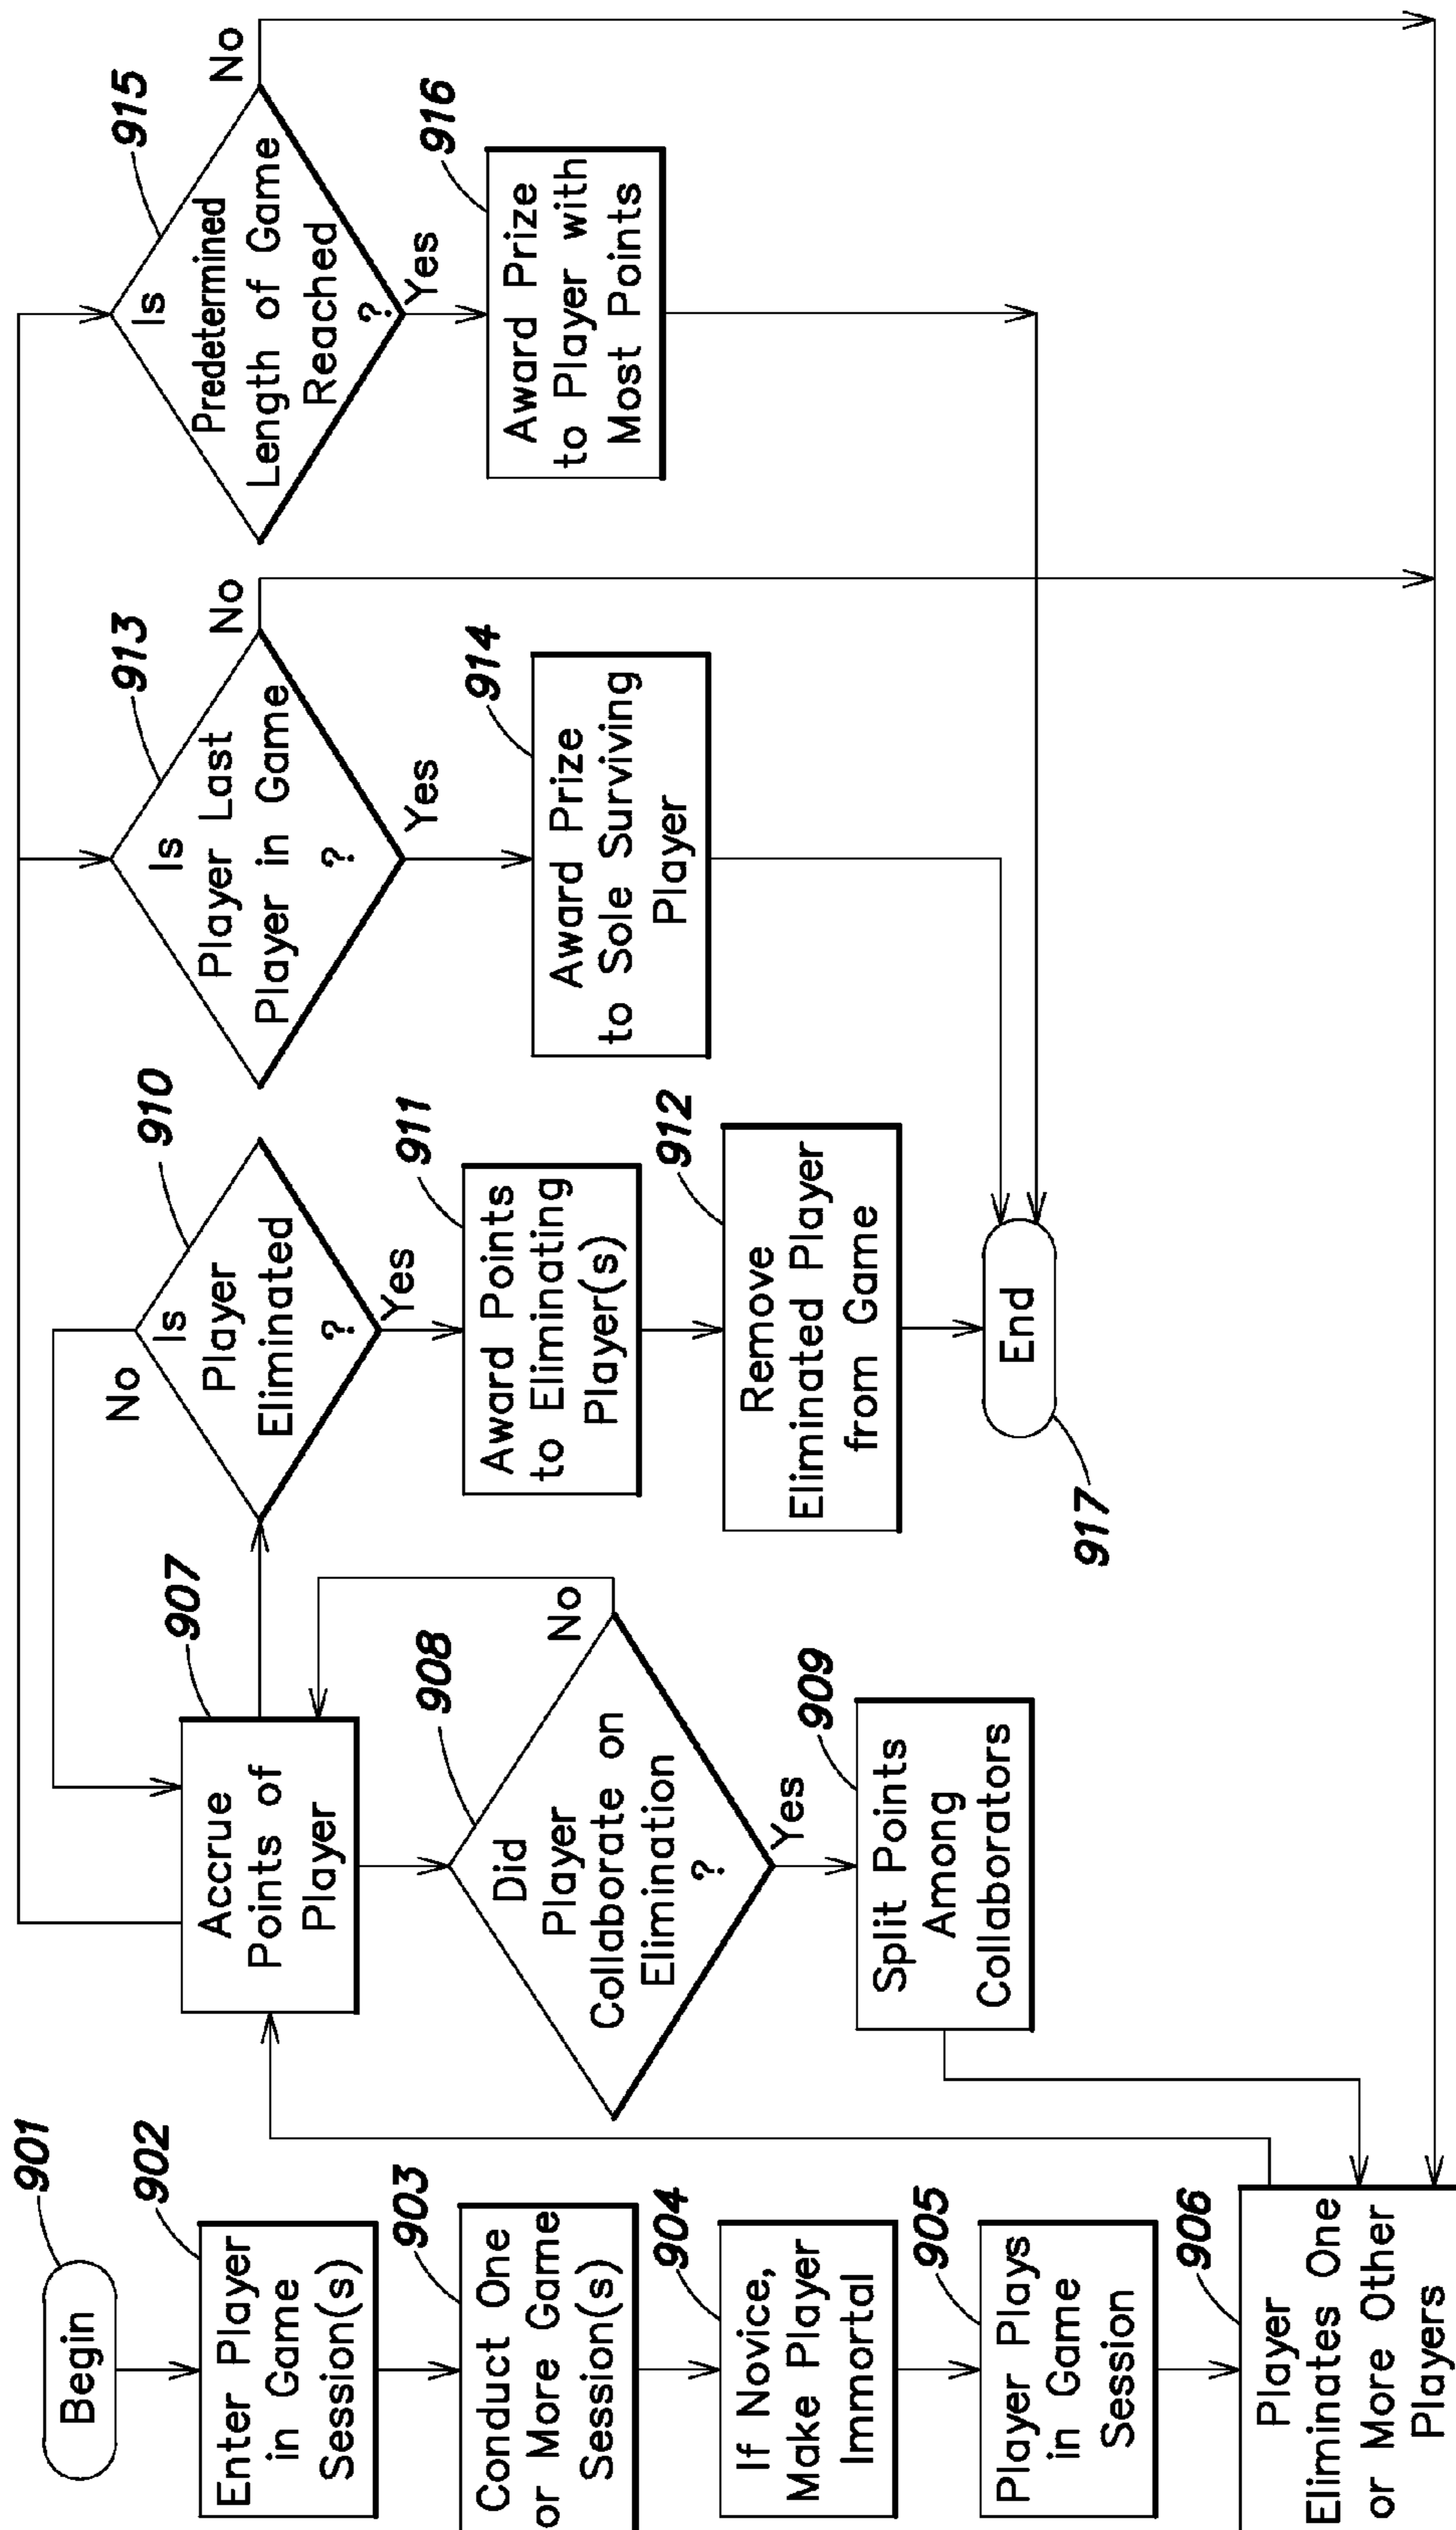 901
Begin
902
Enter Player
in Game
Session(s)
903
Conduct One
or More Game
Session(s)
904
If Novice,
Make Player
Immortal
905
Player Plays
in Game
Session
906
Player
Eliminates One
or More Other
Players
907
Accrue
Points of
Player
908
Did
Player
Collaborate on
Elimination
?
No
Yes
909
Split Points
Among
Collaborators
910
No
Is
Player
Eliminated
?
Yes
911
Award Points
to Eliminating
Player(s)
912
Remove
Eliminated Player
from Game
End
917
913
Is
Player Last
Player in Game
?
No
Yes
914
Award Prize
to Sole Surviving
Player
915
Is
Predetermined
Length of Game
Reached
?
No
Yes
916
Award Prize
to Player with
Most Points